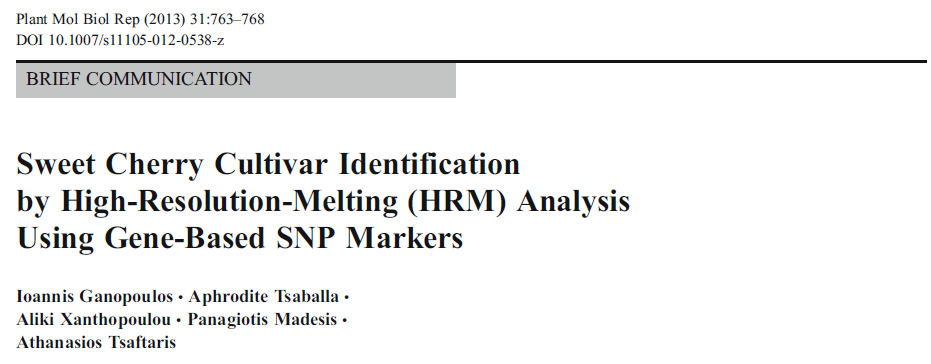 Plant Mol Biol Rep (2013) 31:763–768
DOI 10.1007/s11105-012-0538-z
BRIEF COMMUNICATION
Sweet Cherry Cultivar Identification
by High-Resolution-Melting (HRM) Analysis
Using Gene-Based SNP Markers
Ioannis Ganopoulos · Aphrodite Tsaballa ·
Aliki Xanthopoulou · Panagiotis Madesis ·
Athanasios Tsaftaris